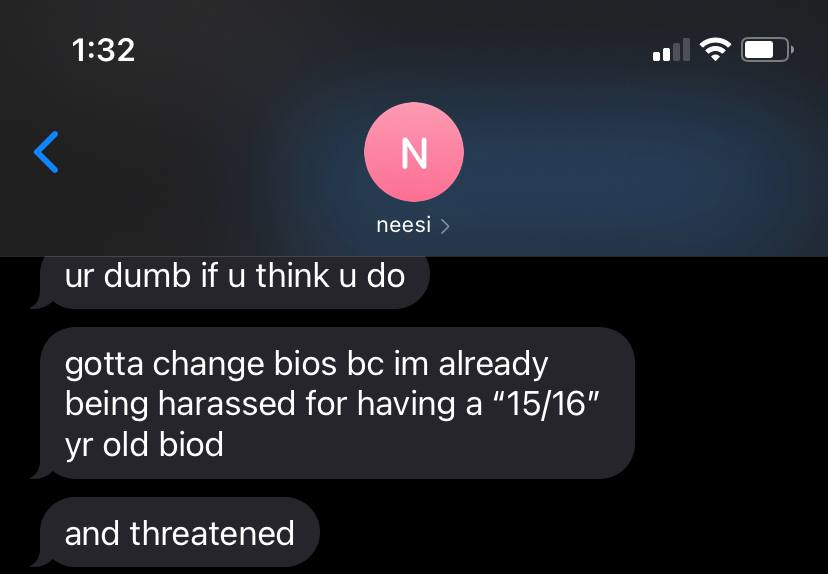 1:32
N
neesi
ur dumb if u think u do
gotta change bios bc im already
being harassed for having a “15/16”
yr old biod
and threatened